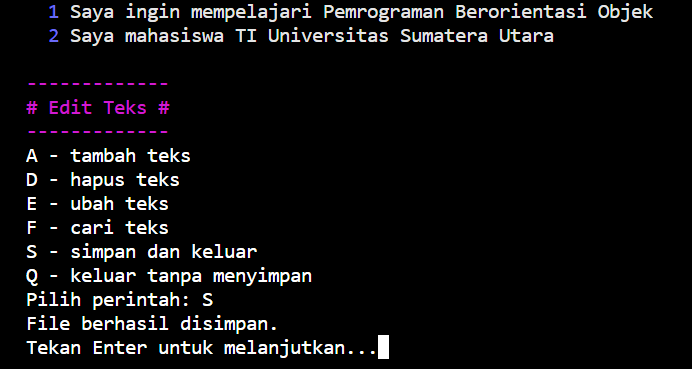 1 Saya ingin mempelajari Pemrograman Berorientasi Objek
2 Saya mahasiswa TI Universitas Sumatera Utara
-------------
# Edit Teks #
-------------
A - tambah teks
D - hapus teks
E - ubah teks
F - cari teks
S - simpan dan keluar
Q - keluar tanpa menyimpan
Pilih perintah: S
File berhasil disimpan.
Tekan Enter untuk melanjutkan...